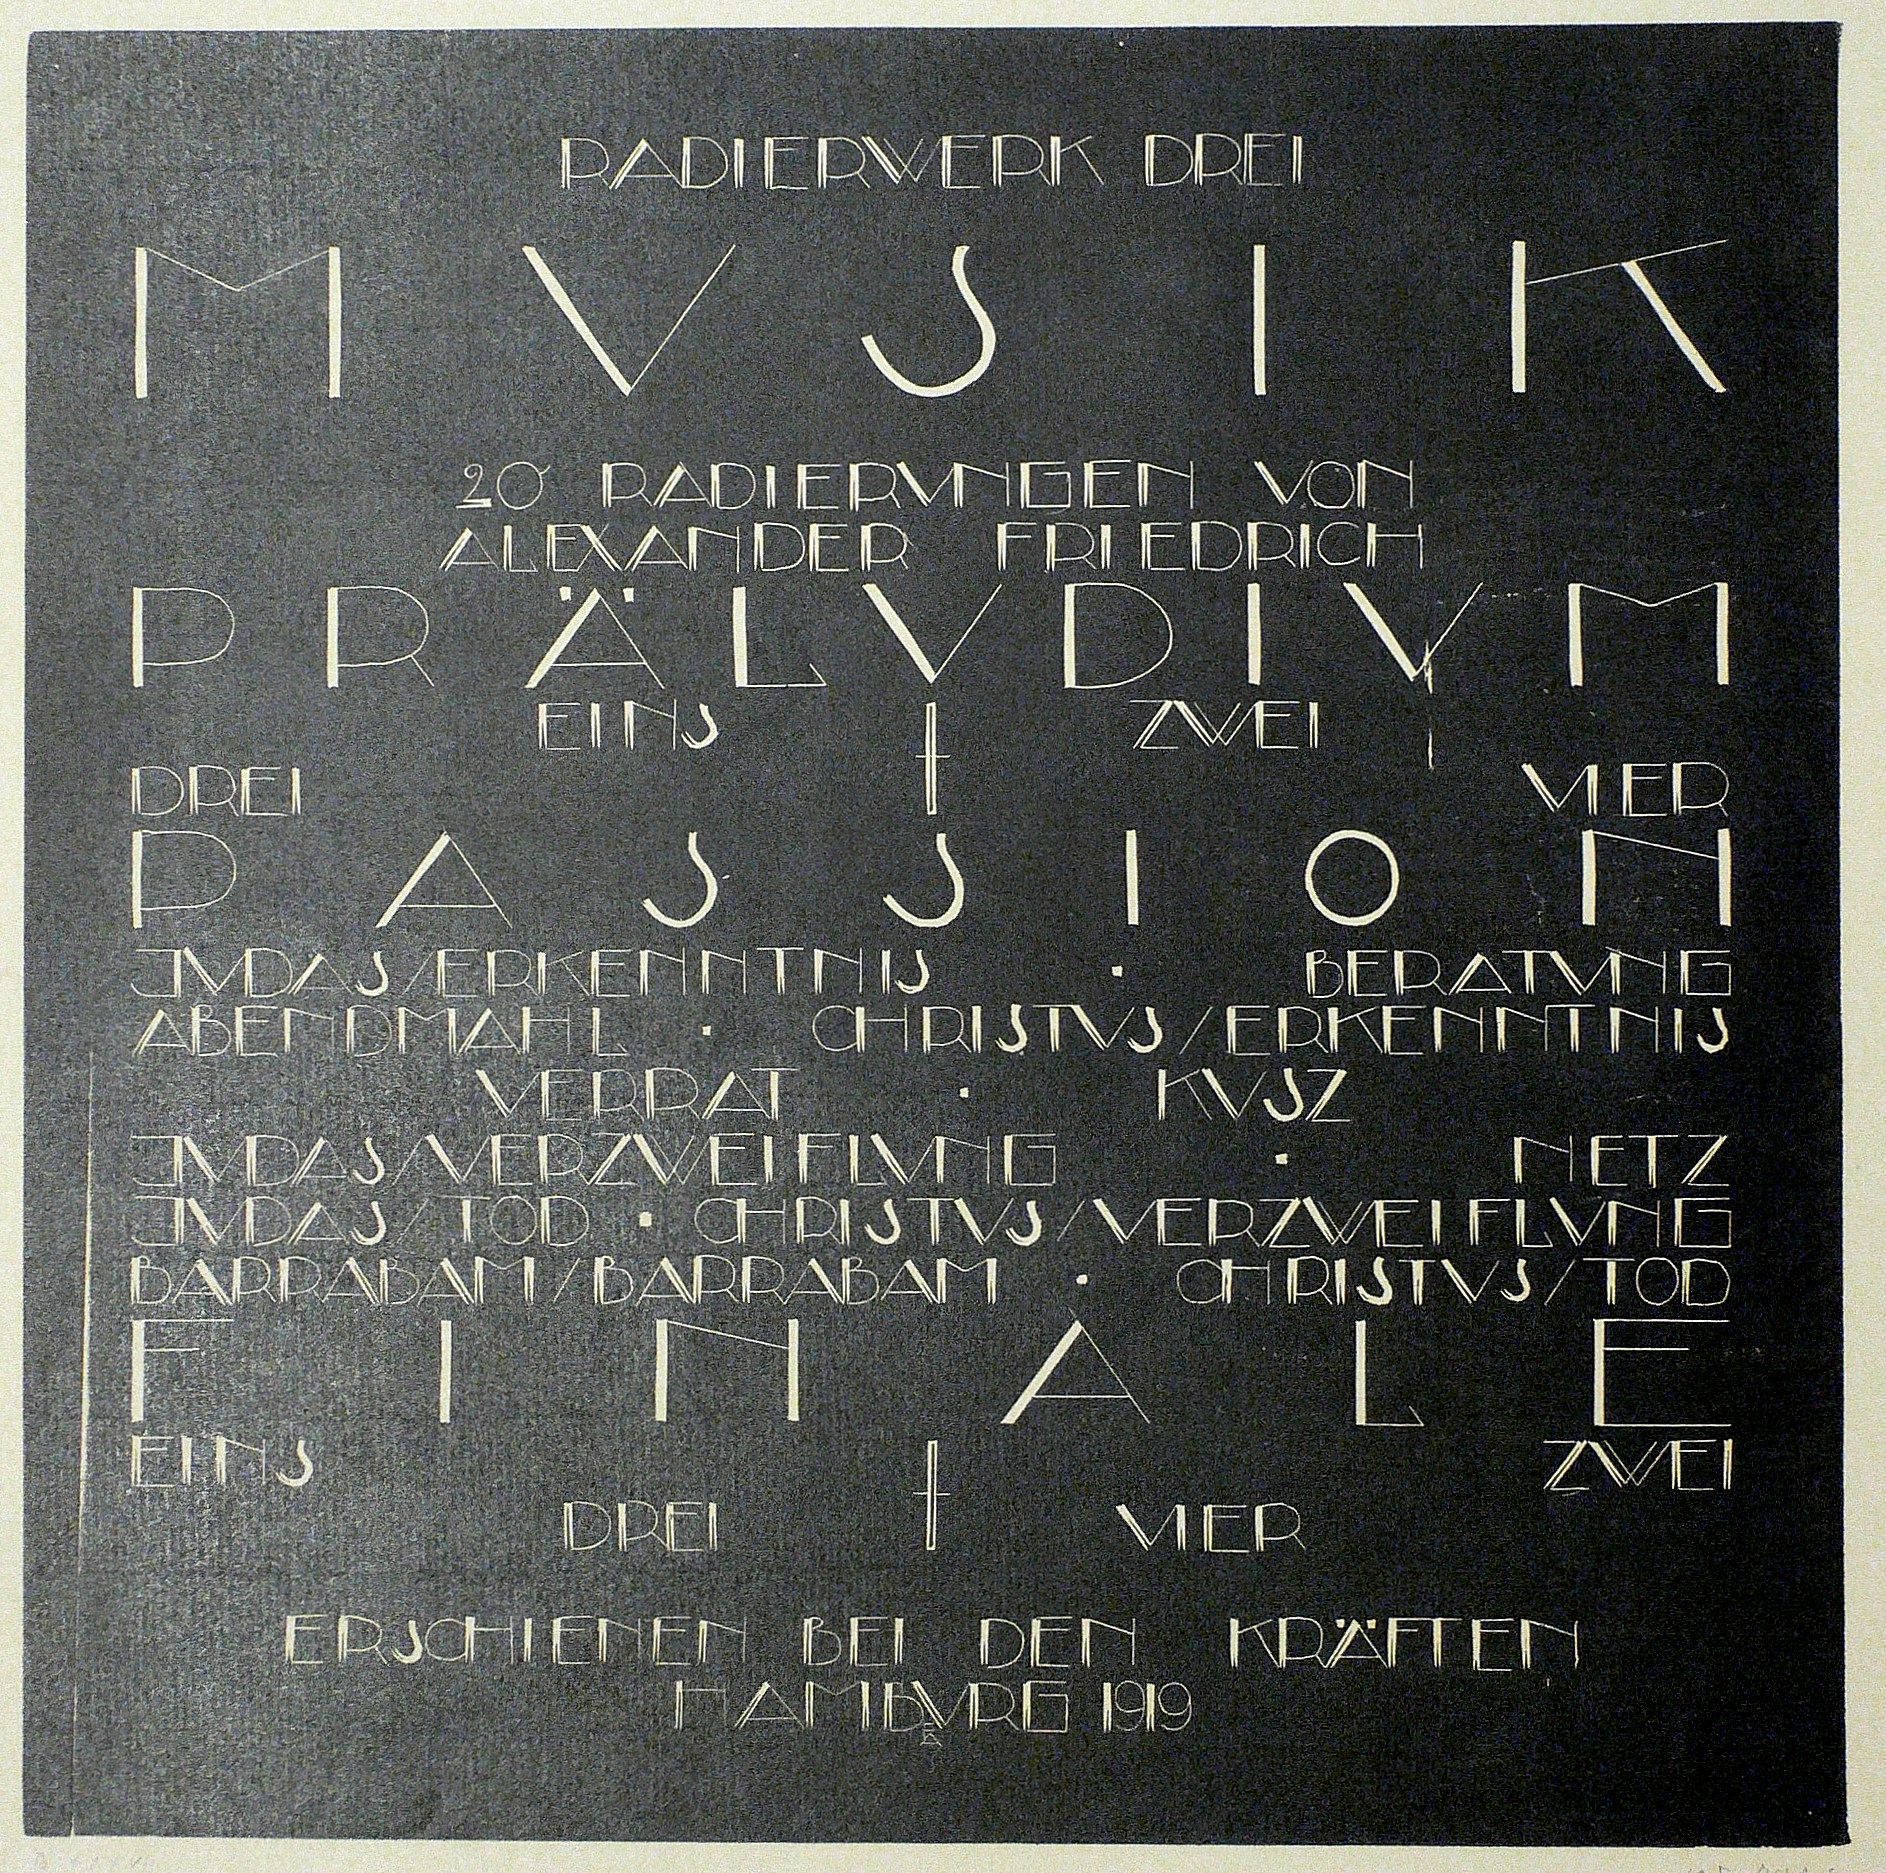 RADIERWERK DREI
MVSIK
20 RADIERVNGEN VON
ALEXANDER FRIEDRICH
PRÄLVDIVM
EINS † ZWEI
DREI VIER
PASSION
JVDAS/ERKENNTNIS · BERATVNG
ABENDMAHL · CHRISTVS/ERKENNTNIS
VERRAT · KVSZ
JVDAS/VERZWEIFLVNG · NETZ
JVDAS/TOD · CHRISTVS/VERZWEIFLVNG
BARRABAM/BARRABAM · CHRISTVS/TOD
FINALE
EINS † ZWEI
DREI VIER
ERSCHIENEN BEI DEN KRÄFTEN
HAMBVRG 1919